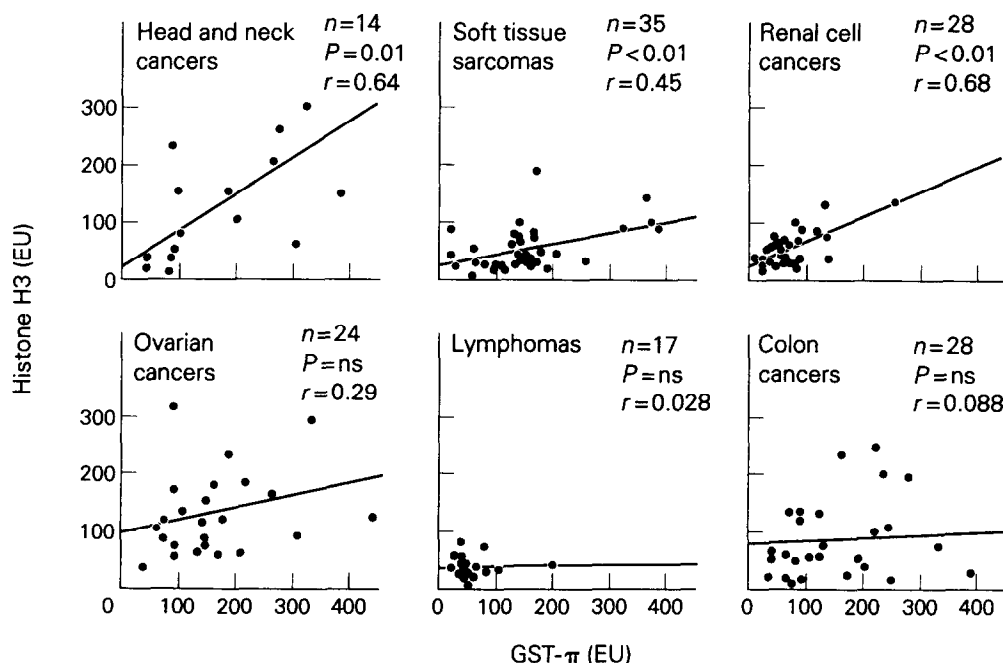 Head and neck
cancers
n=14
P=0.01
r=0.64
Soft tissue
sarcomas
n=35
P<0.01
r=0.45
Renal cell
cancers
n=28
P<0.01
r=0.68
300
200
100
0
Histone H3 (EU)
Ovarian
cancers
n=24
P=ns
r=0.29
Lymphomas
n=17
P=ns
r=0.028
Colon
cancers
n=28
P=ns
r=0.088
300
200
100
0
100 200 300 400
0 100 200 300 400
0 100 200 300 400
GST-π (EU)